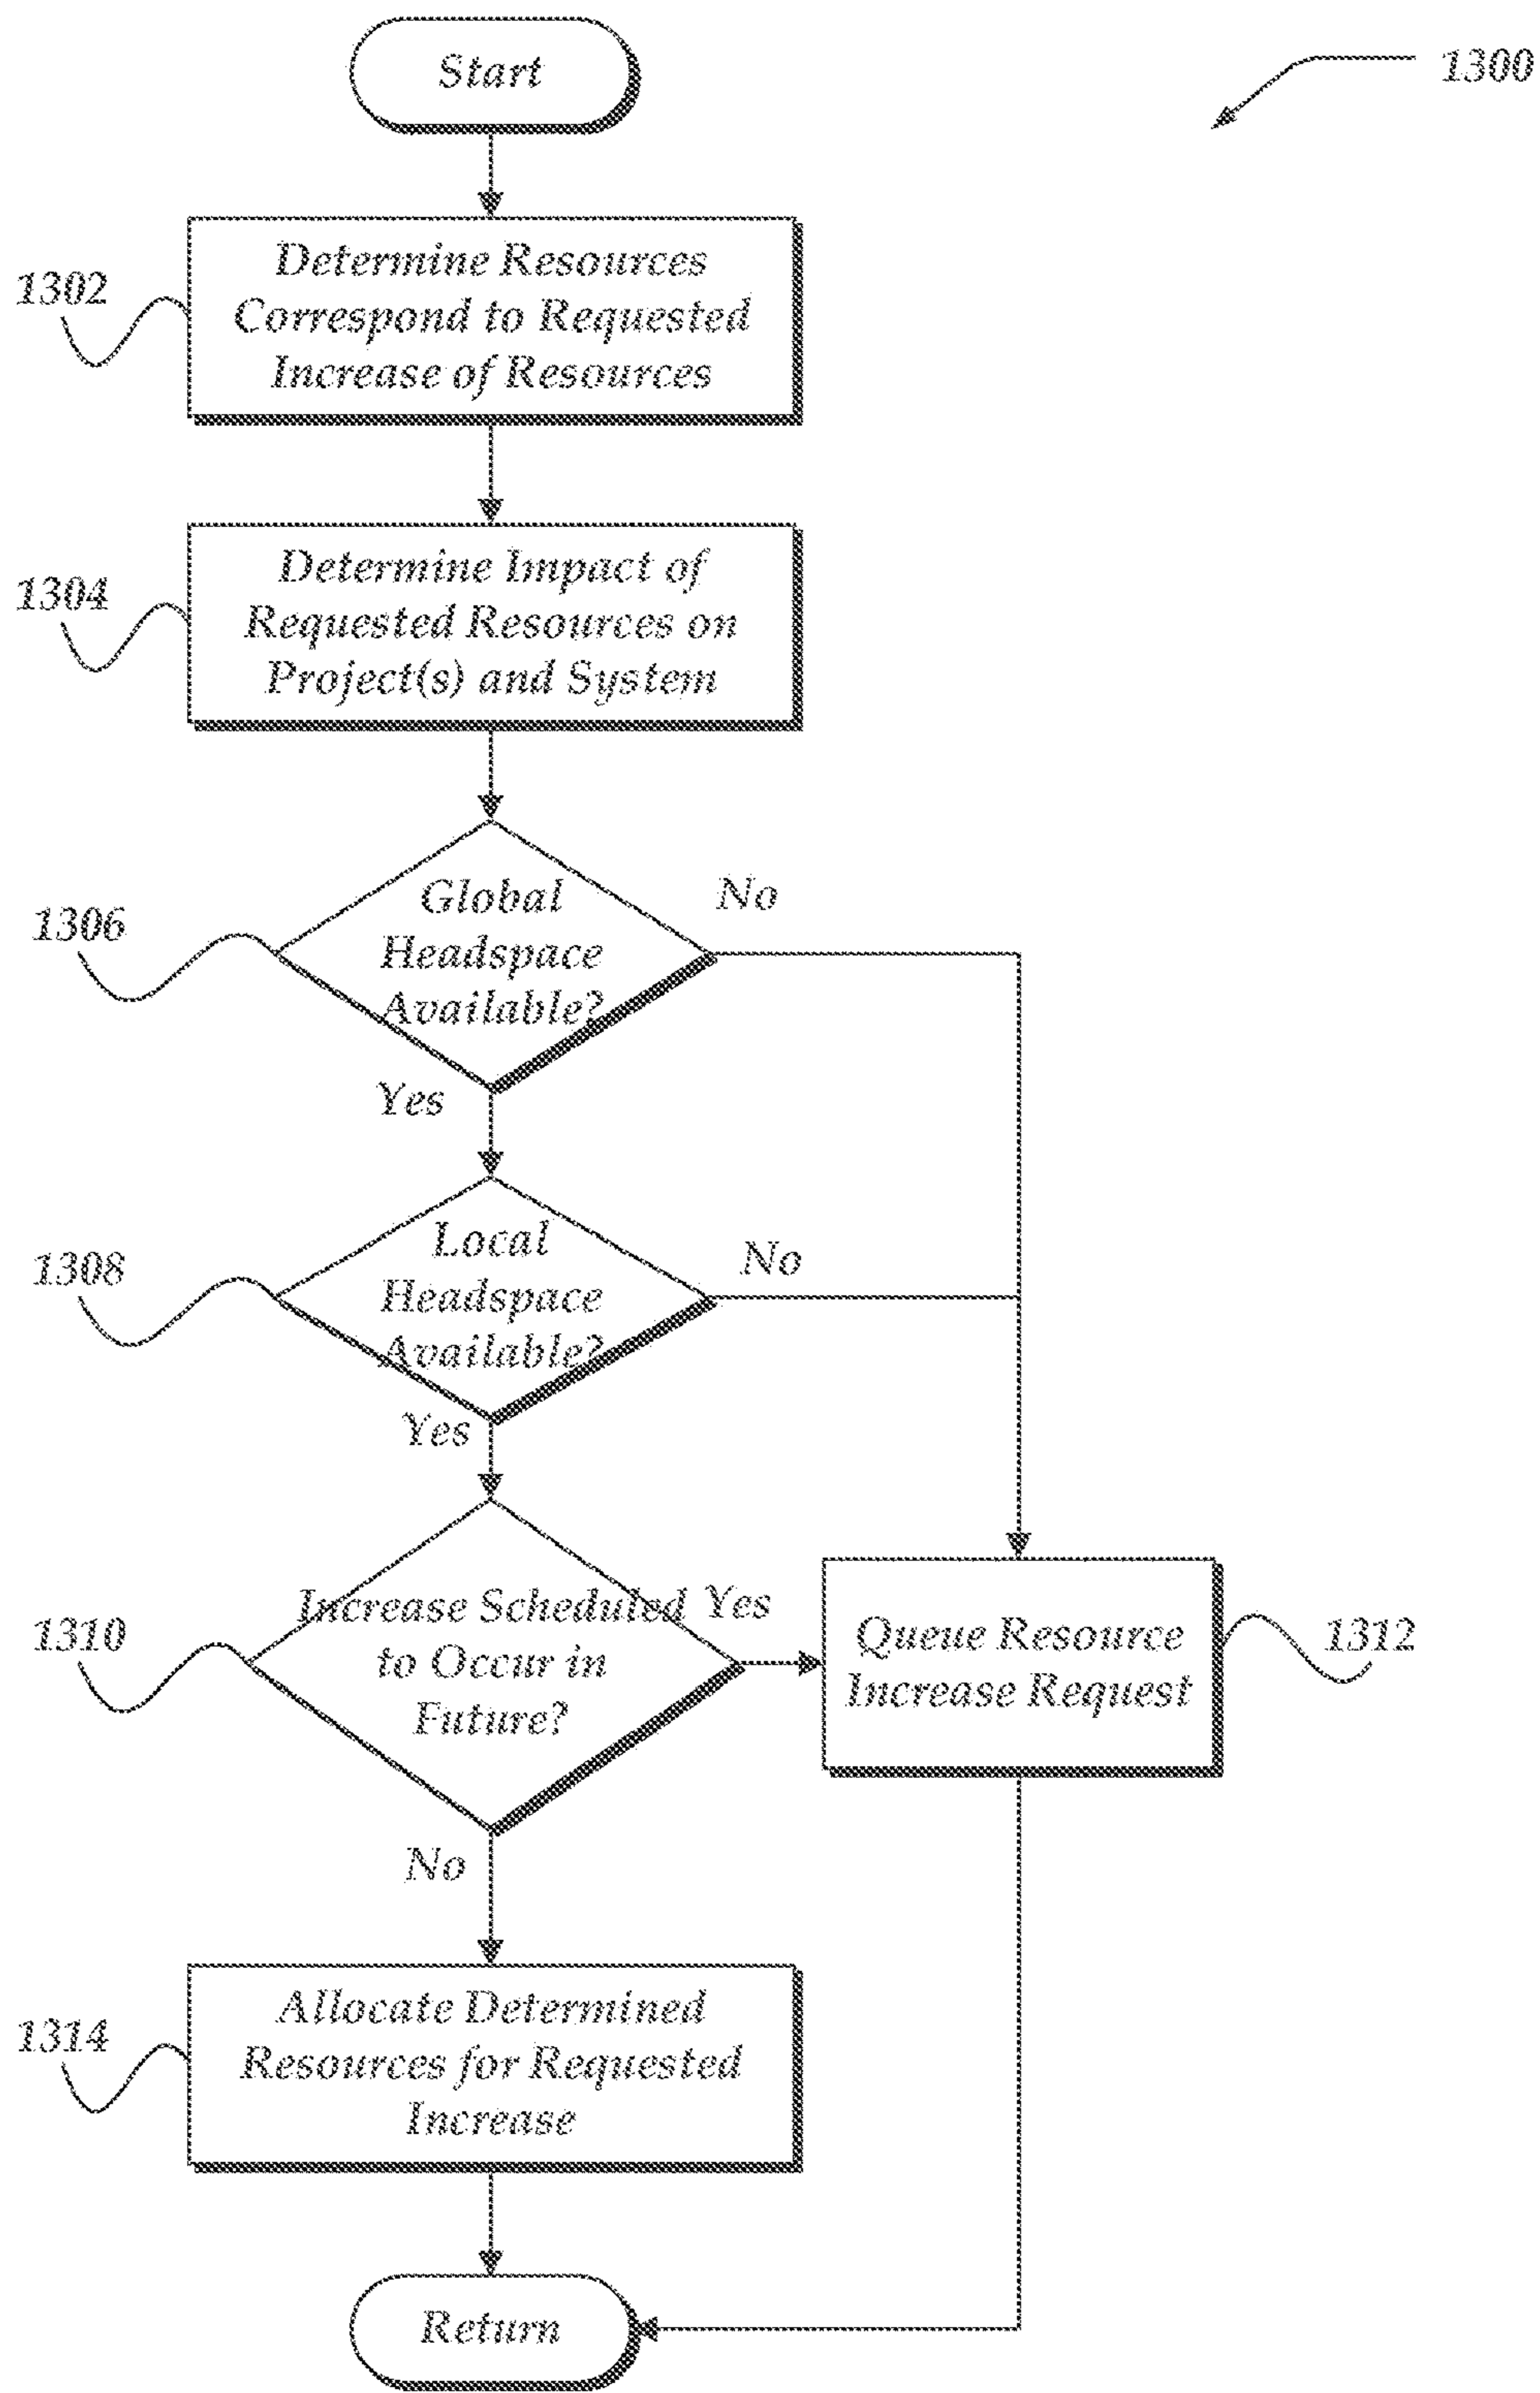 Start
1300
1302
Determine Resources
Correspond to Requested
Increase of Resources
1304
Determine Impact of
Requested Resources on
Project(s) and System
1306
Global
Headspace
Available?
No
Yes
1308
Local
Headspace
Available?
No
Yes
1310
Increase Scheduled
to Occur in
Future?
Yes
Queue Resource
Increase Request
1312
No
1314
Allocate Determined
Resources for Requested
Increase
Return